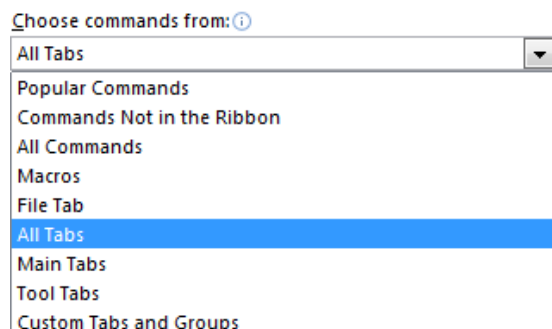 Choose commands from:
All Tabs
Popular Commands
Commands Not in the Ribbon
All Commands
Macros
File Tab
All Tabs
Main Tabs
Tool Tabs
Custom Tabs and Groups